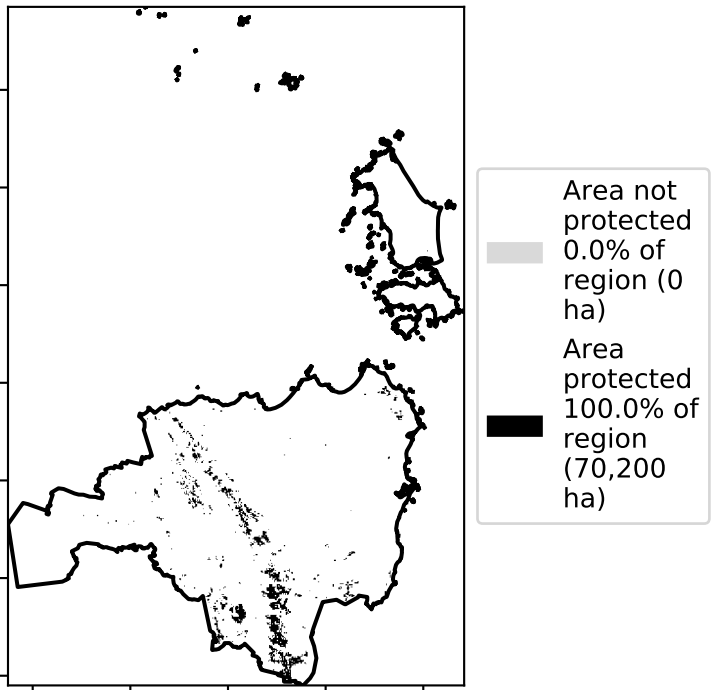 Area not
protected
0.0% of
region (0
ha)
Area
protected
100.0% of
region
(70,200
ha)